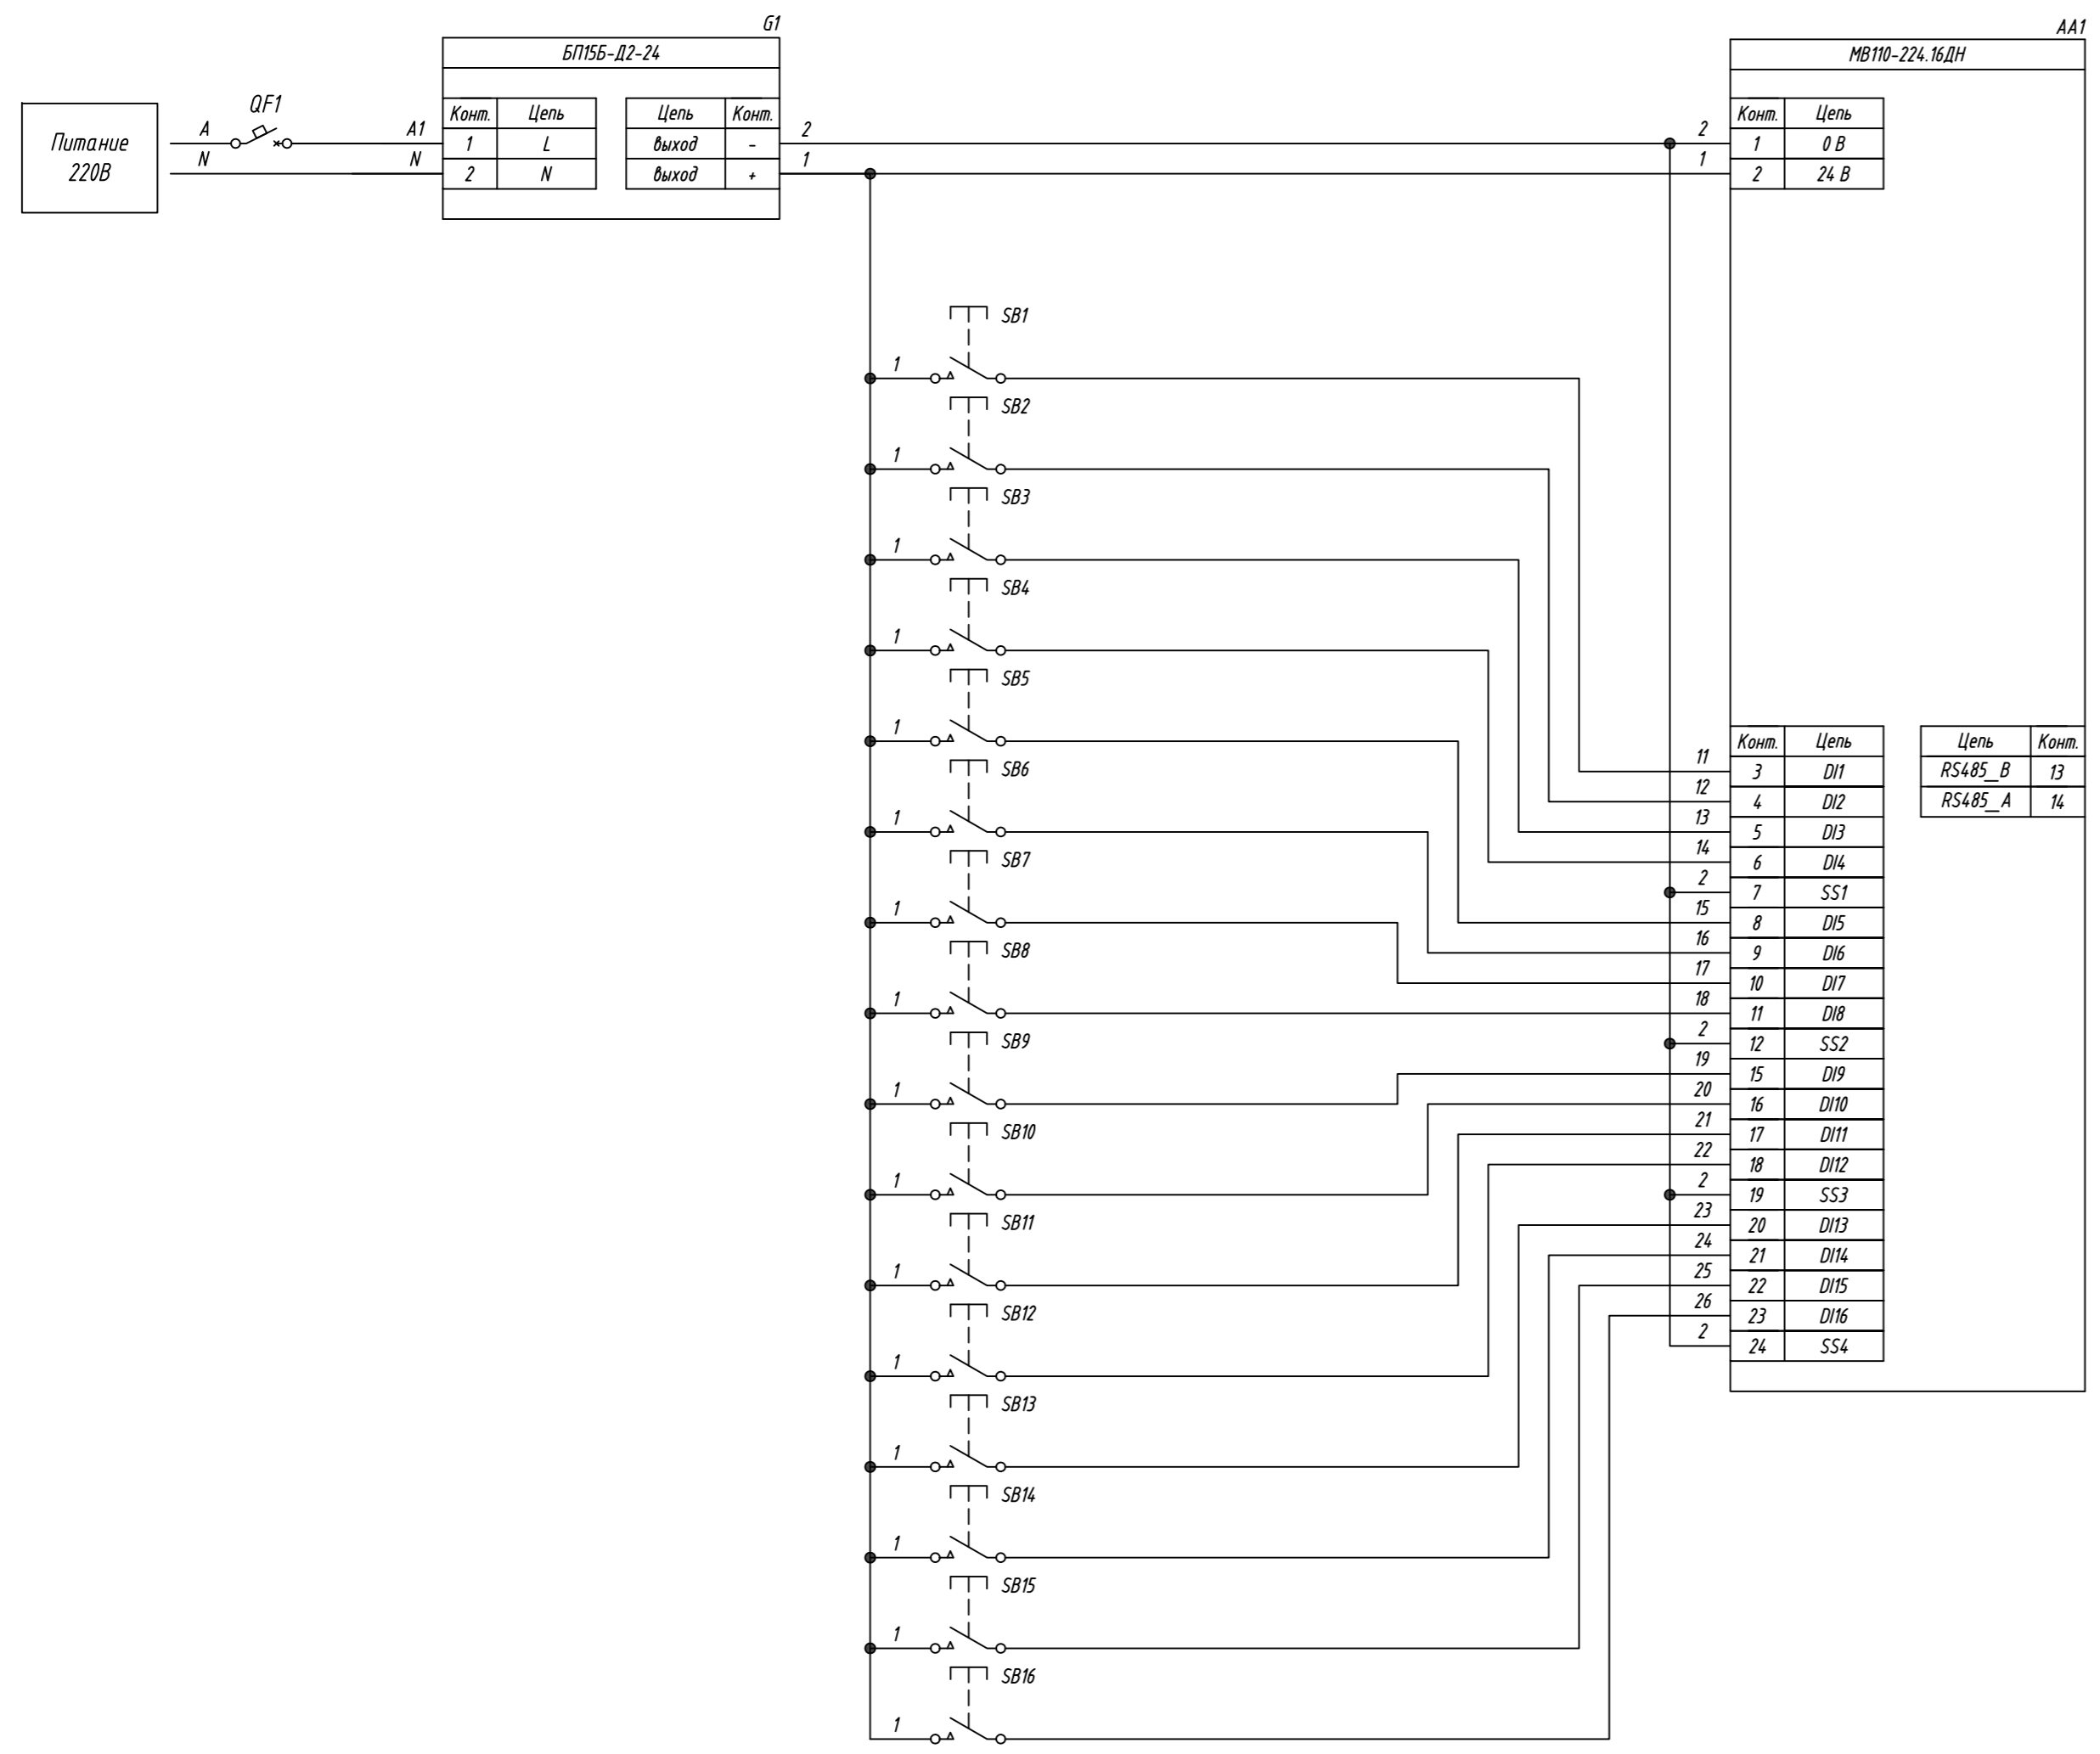 G1
БП15Б-Д2-24
Конт. Цепь
1 L
2 N
Цепь Конт.
выход -
выход +
Питание
220В
QF1
A
N
A1
N
2
1
AA1
МВ110-224.16ДН
2
1
Конт. Цепь
1 0 В
2 24 В
SB1
1
SB2
1
SB3
1
SB4
1
SB5
1
SB6
1
SB7
1
SB8
1
SB9
1
SB10
1
SB11
1
SB12
1
SB13
1
SB14
1
SB15
1
SB16
1
Конт. Цепь
11 3 DI1
12 4 DI2
13 5 DI3
14 6 DI4
2 7 SS1
15 8 DI5
16 9 DI6
17 10 DI7
18 11 DI8
2 12 SS2
19 15 DI9
20 16 DI10
21 17 DI11
22 18 DI12
2 19 SS3
23 20 DI13
24 21 DI14
25 22 DI15
26 23 DI16
2 24 SS4
Цепь Конт.
RS485_B 13
RS485_A 14